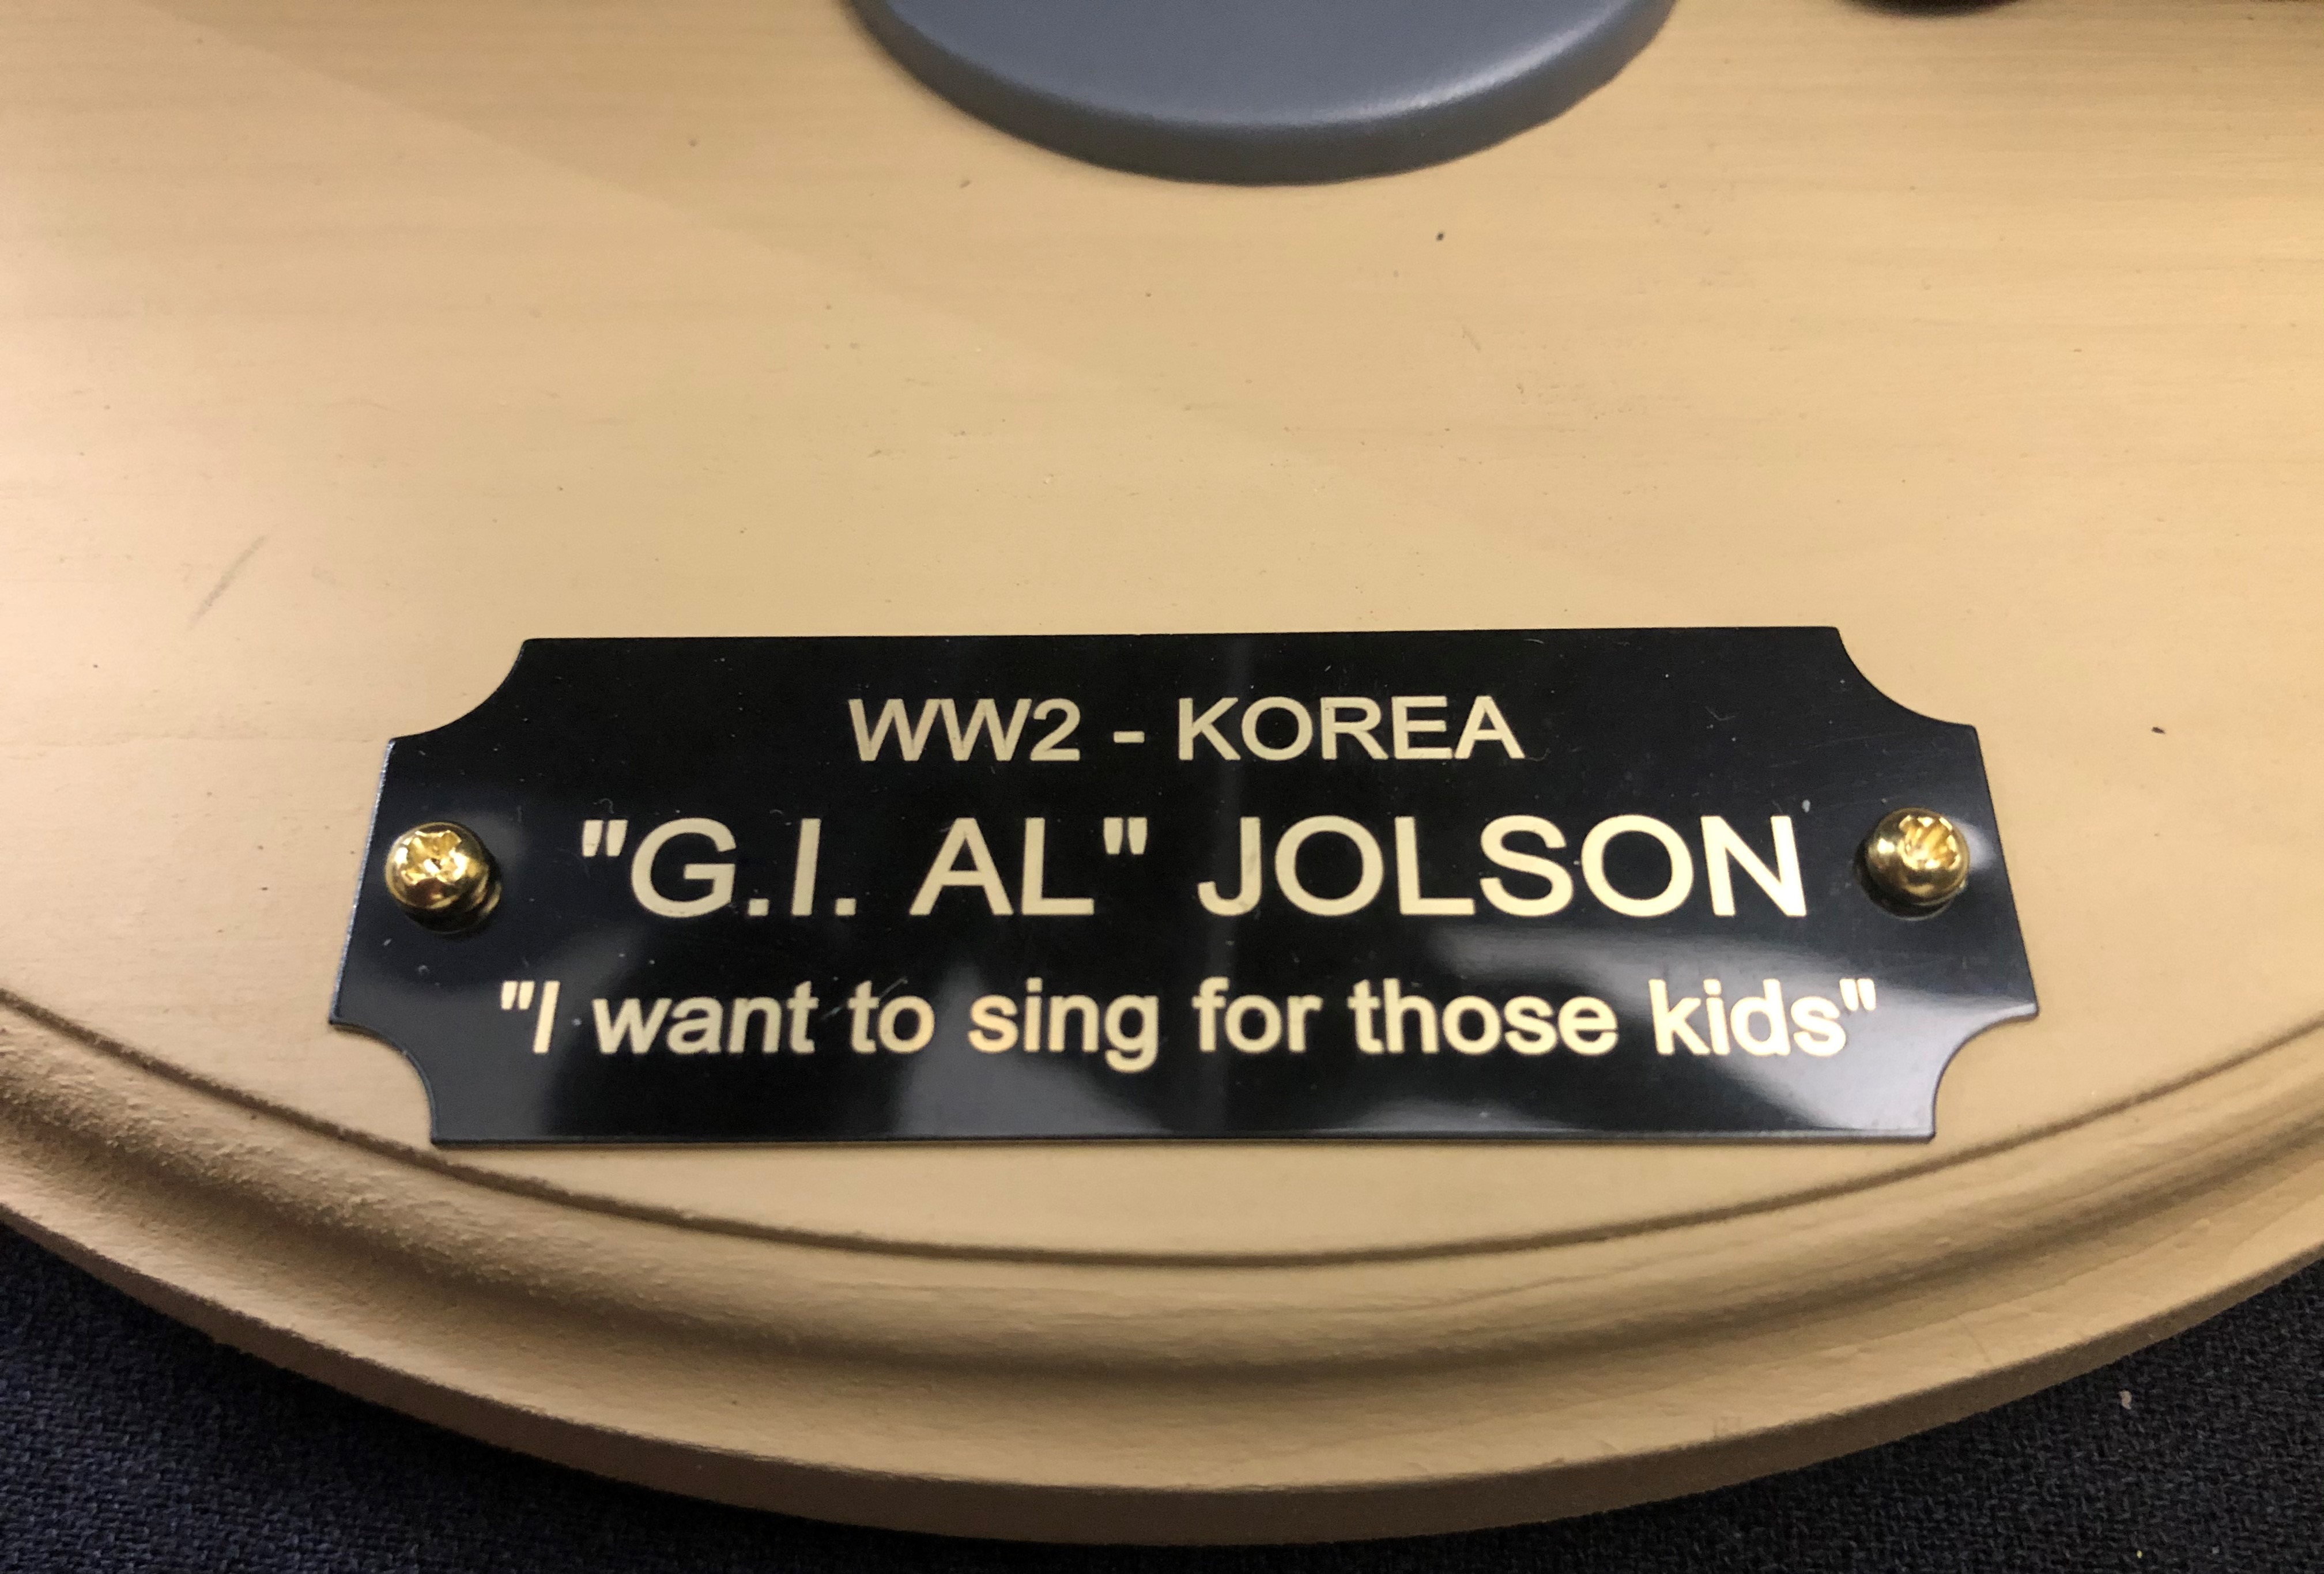 WW2 - KOREA
"G.I. AL" JOLSON
"I want to sing for those kids"